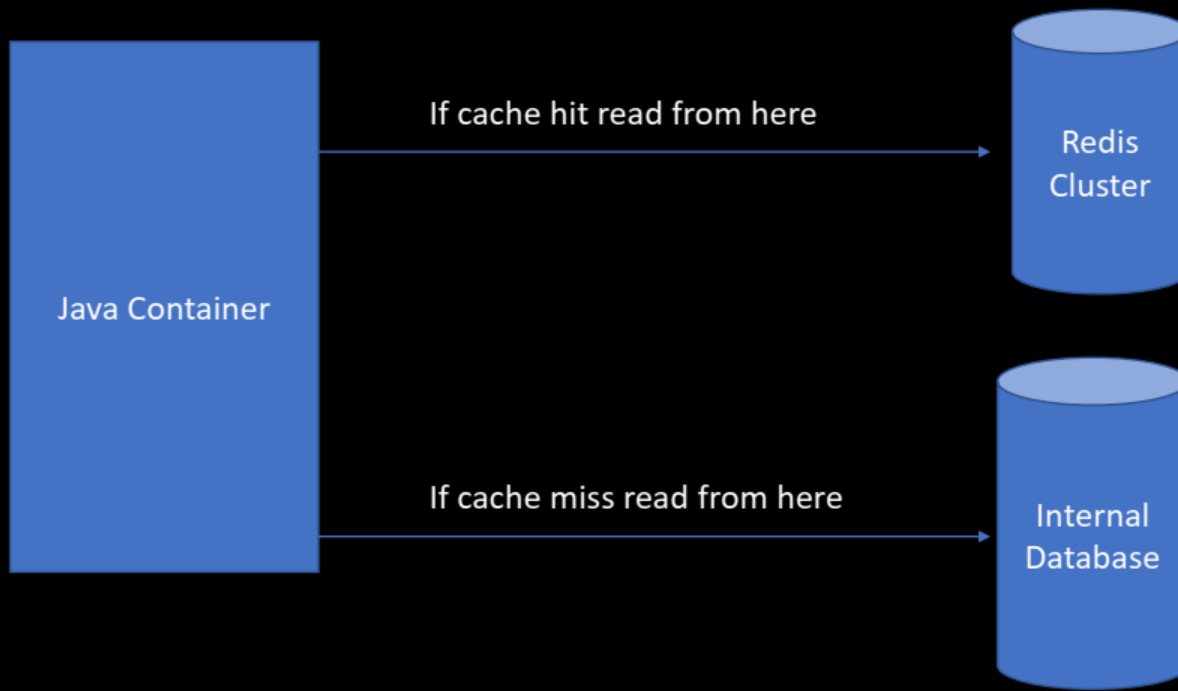 If cache hit read from here
Redis
Cluster
Java Container
If cache miss read from here
Internal
Database